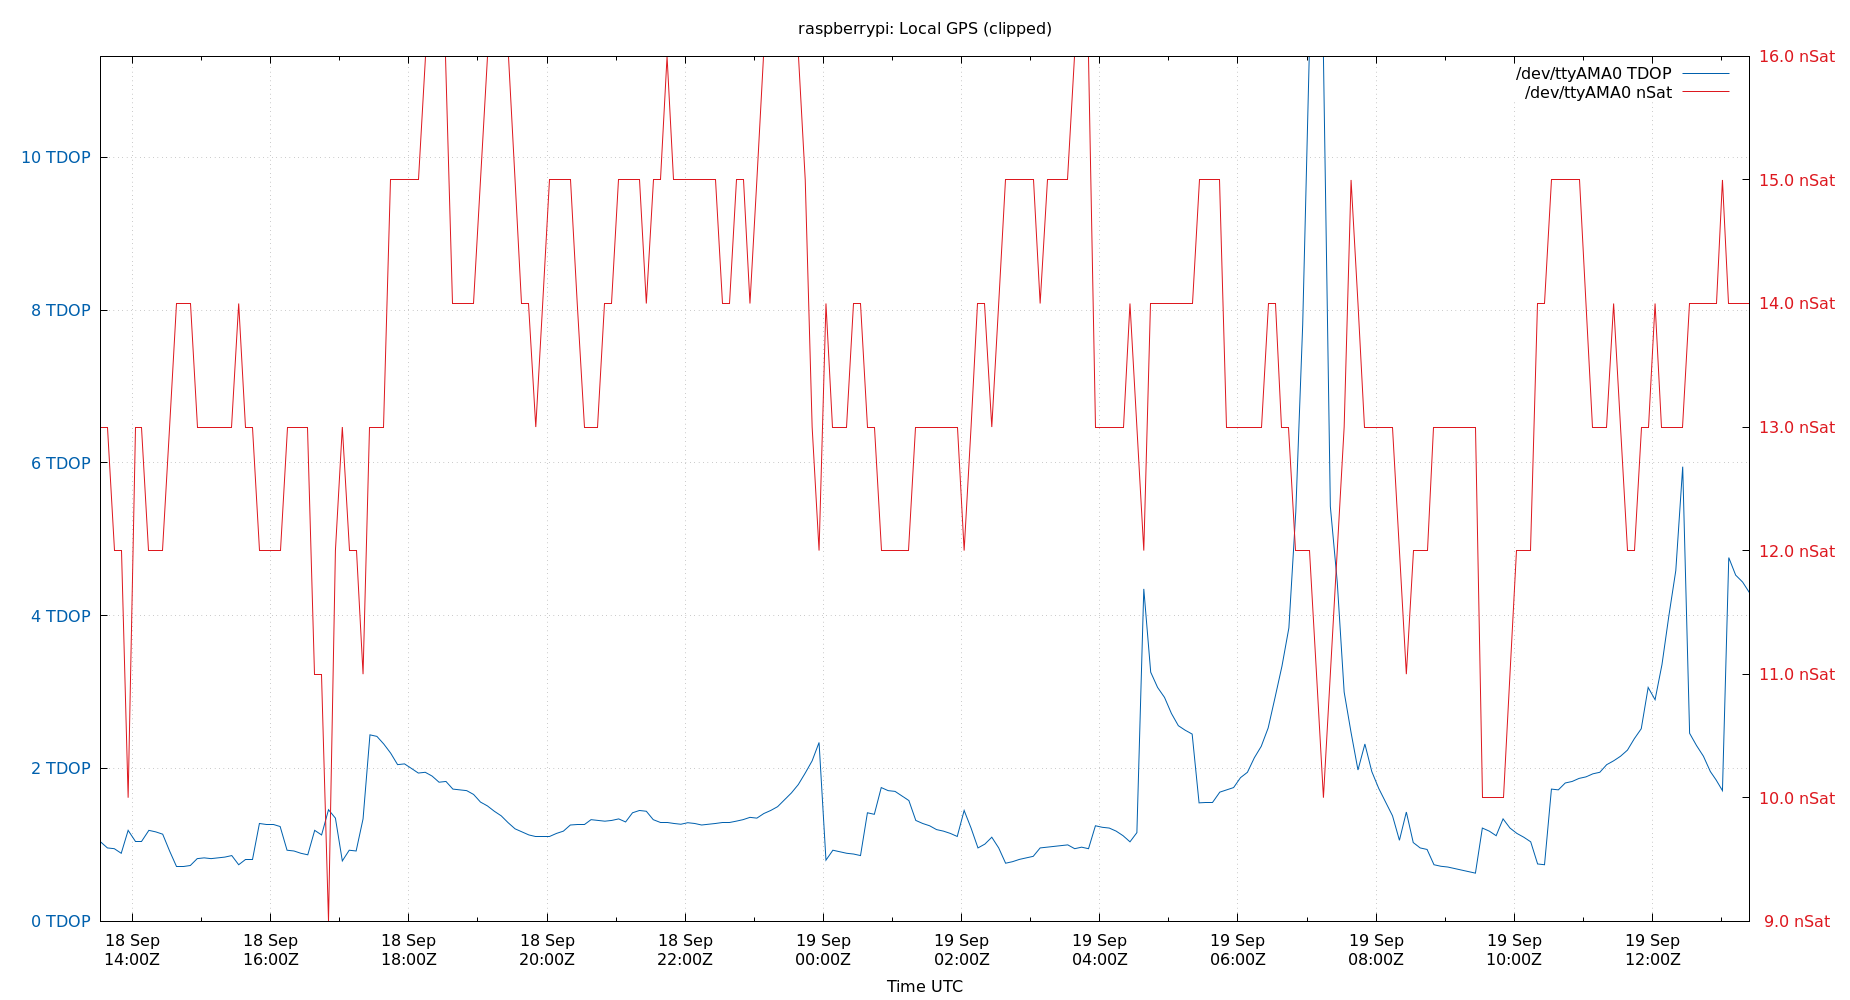 raspberrypi: Local GPS (clipped)
/dev/ttyAMA0 TDOP
/dev/ttyAMA0 nSat
10 TDOP
8 TDOP
6 TDOP
4 TDOP
2 TDOP
0 TDOP
16.0 nSat
15.0 nSat
14.0 nSat
13.0 nSat
12.0 nSat
11.0 nSat
10.0 nSat
9.0 nSat
18 Sep 18 Sep 18 Sep 18 Sep 18 Sep 19 Sep 19 Sep 19 Sep 19 Sep 19 Sep 19 Sep 19 Sep
14:00Z 16:00Z 18:00Z 20:00Z 22:00Z 00:00Z 02:00Z 04:00Z 06:00Z 08:00Z 10:00Z 12:00Z
Time UTC